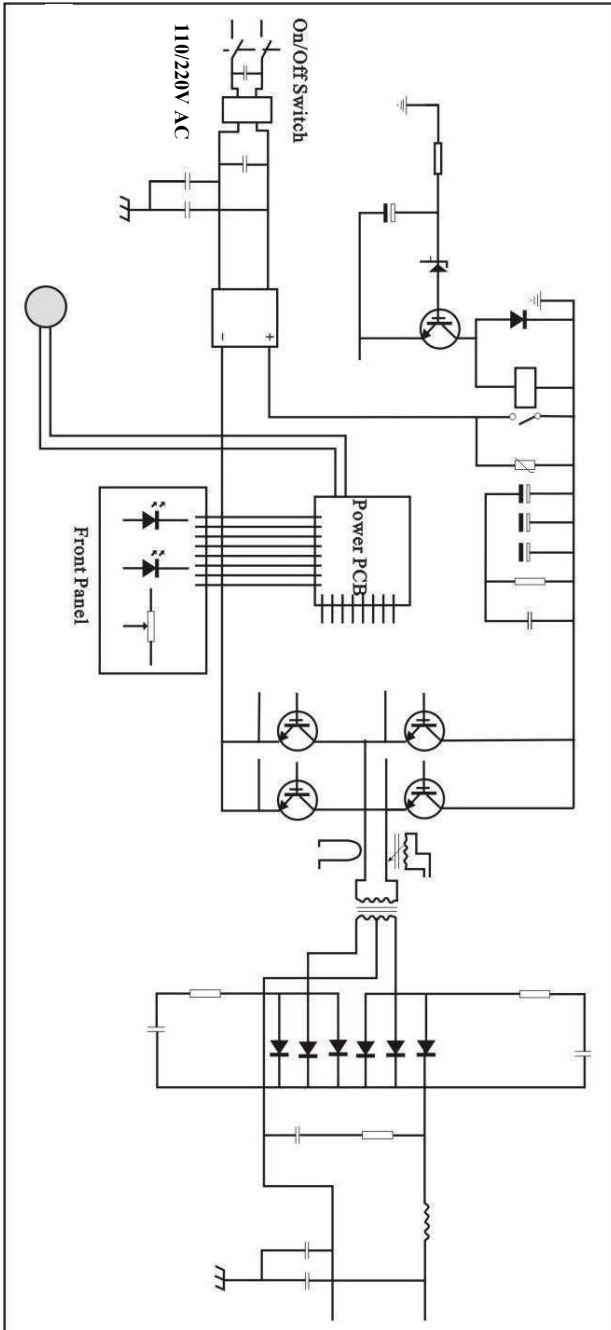 On/Off Switch
110/220V AC
- +
Power PCB
Front Panel